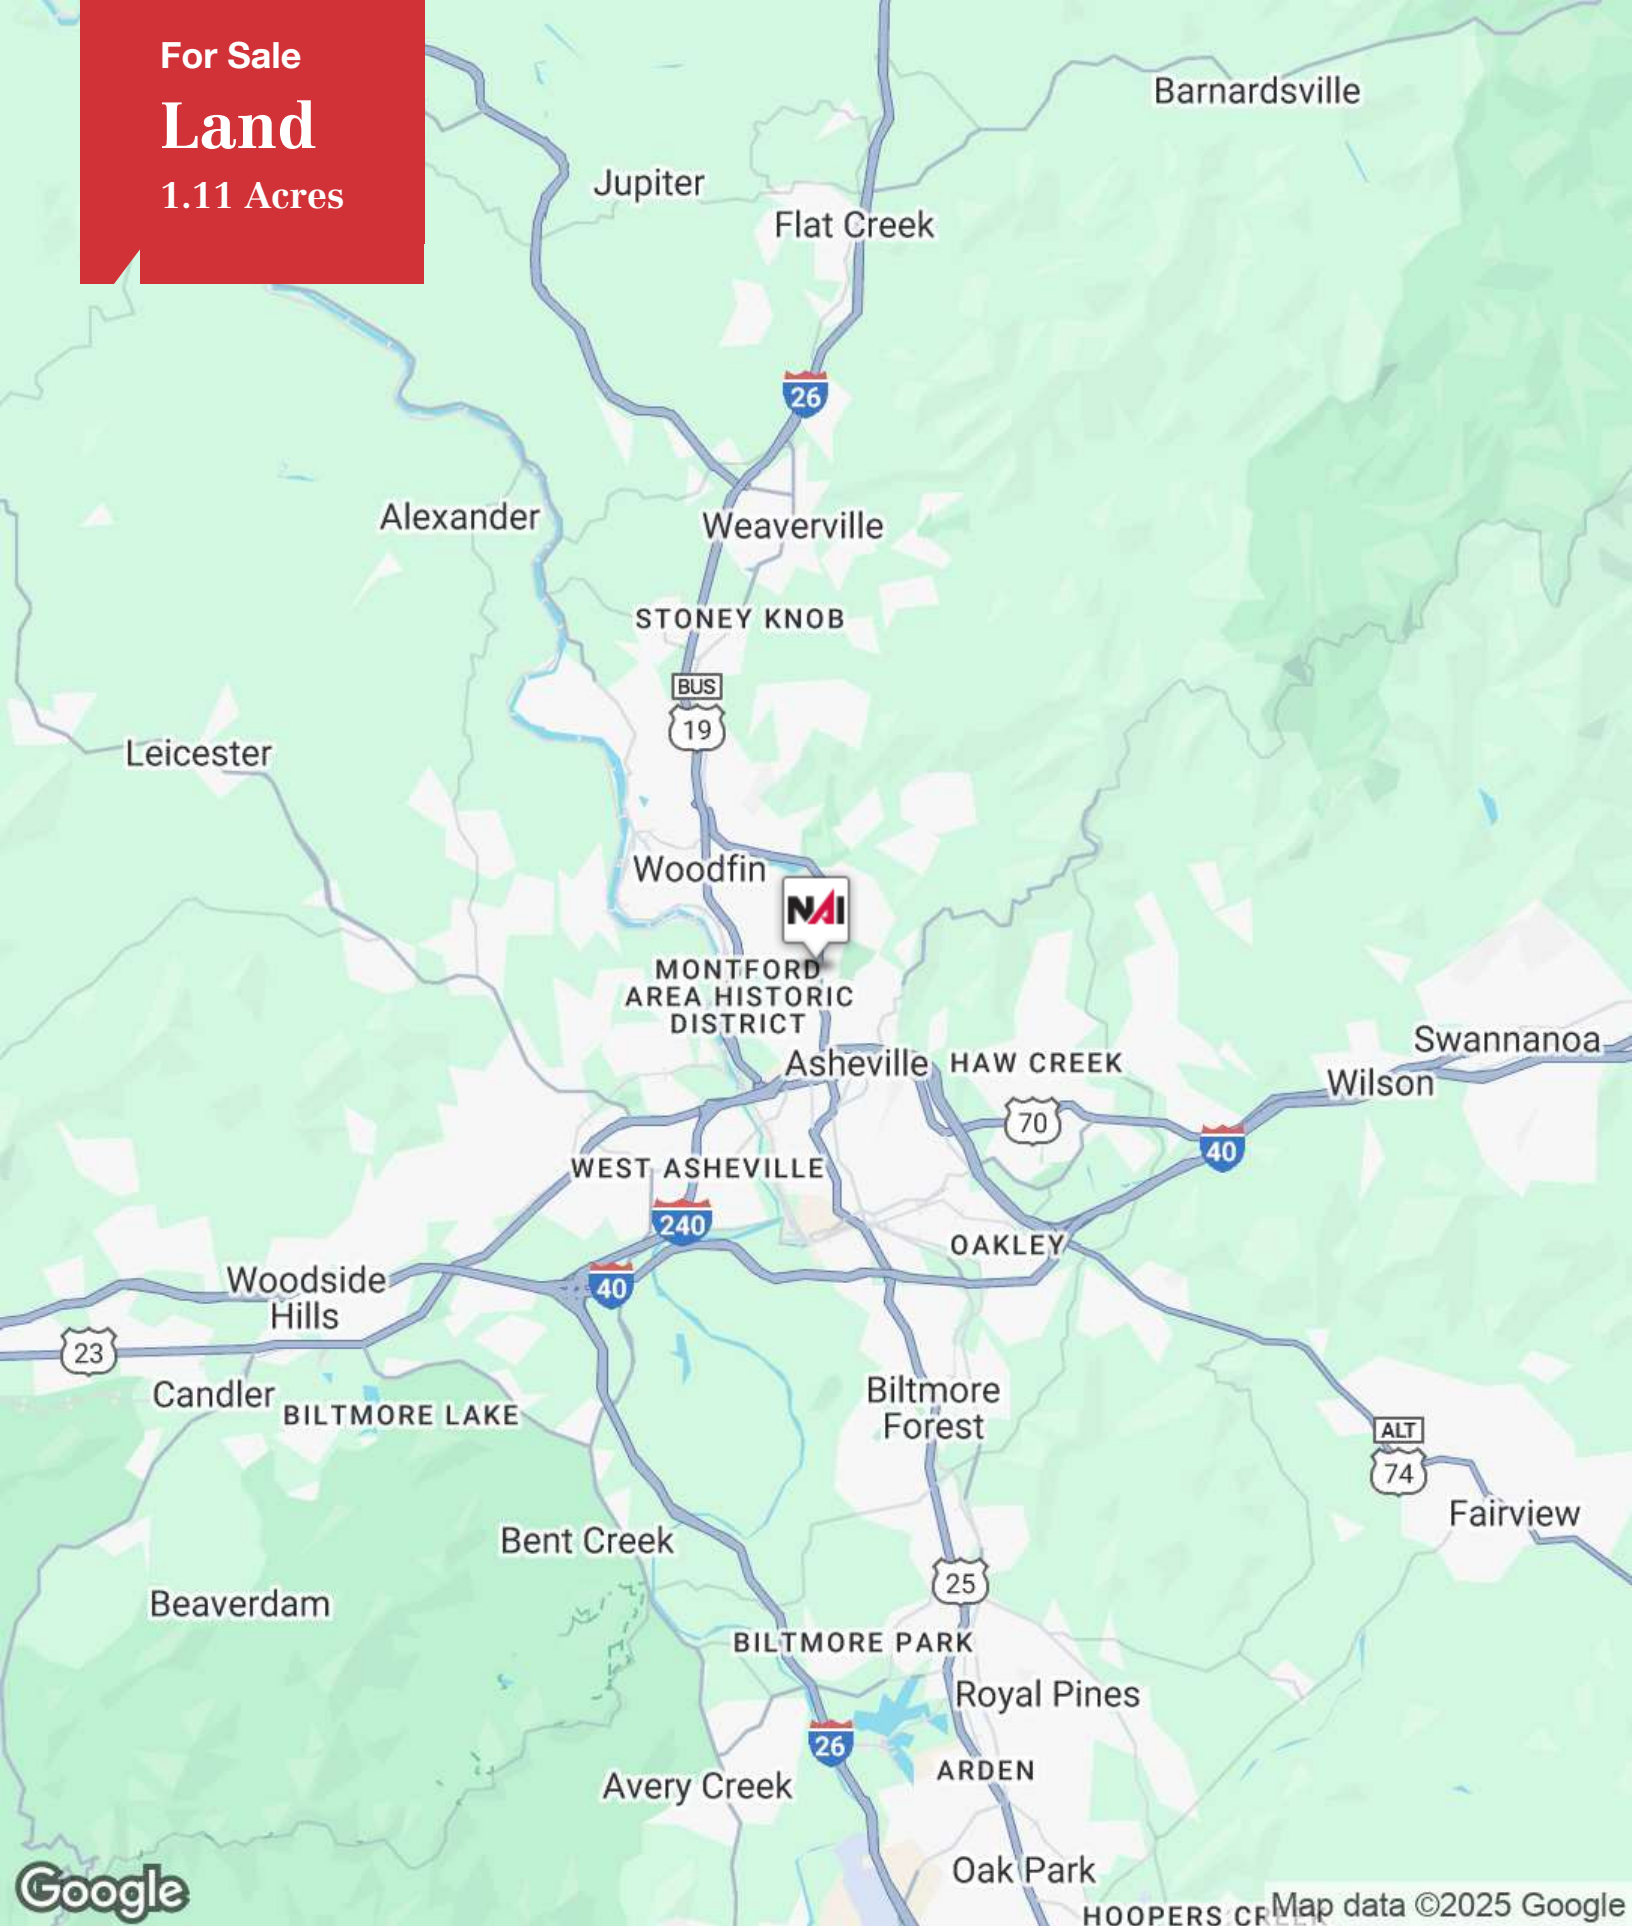 For Sale
Land
1.11 Acres
Barnardsville
Jupiter
Flat Creek
26
Alexander
Weaverville
STONEY KNOB
BUS
19
Leicester
Woodfin
NAI
MONTFORD
AREA HISTORIC
DISTRICT
Swannanoa
Asheville
HAW CREEK
Wilson
70
40
WEST ASHEVILLE
240
OAKLEY
Woodside
Hills
40
23
Candler
BILTMORE LAKE
Biltmore
Forest
ALT
74
Fairview
Bent Creek
25
Beaverdam
BILTMORE PARK
Royal Pines
26
ARDEN
Avery Creek
Oak Park
Google
HOOPERS CREEK
Map data ©2025 Google